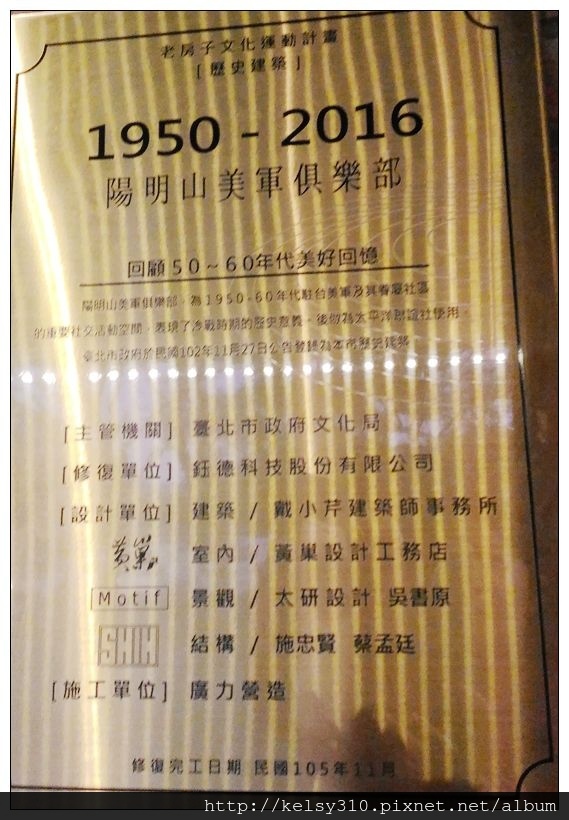 老房子文化運動計畫
[歷史建築]
1950 - 2016
陽明山美軍俱樂部
回顧50～60年代美好回憶
陽明山美軍俱樂部，為1950-60年代駐台美軍及其眷屬社區
的重要社交活動空間，表現了冷戰時期的歷史意義。後做為太平洋聯誼社使用。
臺北市政府於民國102年11月27日公告登錄為本市歷史建築
[主管機關] 臺北市政府文化局
[修復單位] 鈺德科技股份有限公司
[設計單位] 建築 / 戴小芹建築師事務所
黃巢 室內 / 黃巢設計工務店
Motif 景觀 / 太研設計 吳書原
SHIH 結構 / 施忠賢 蔡孟廷
[施工單位] 廣力營造
修復完工日期 民國105年11月
http://kelsy310.pixnet.net/album